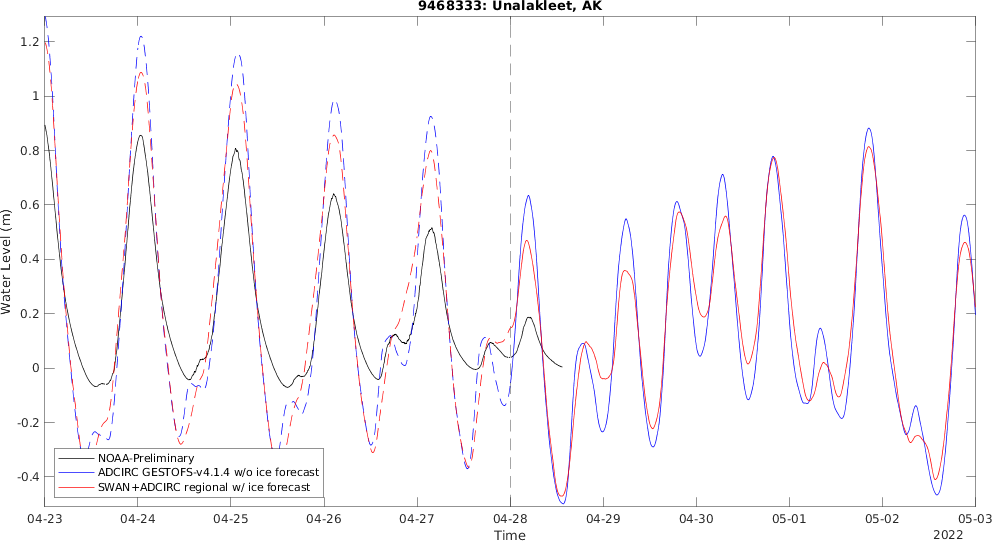 9468333: Unalakleet, AK
Water Level (m)
1.2
1
0.8
0.6
0.4
0.2
0
-0.2
-0.4
NOAA-Preliminary
ADCIRC GESTOFS-v4.1.4 w/o ice forecast
SWAN+ADCIRC regional w/ ice forecast
04-23 04-24 04-25 04-26 04-27 04-28 04-29 04-30 05-01 05-02 05-03
Time
2022